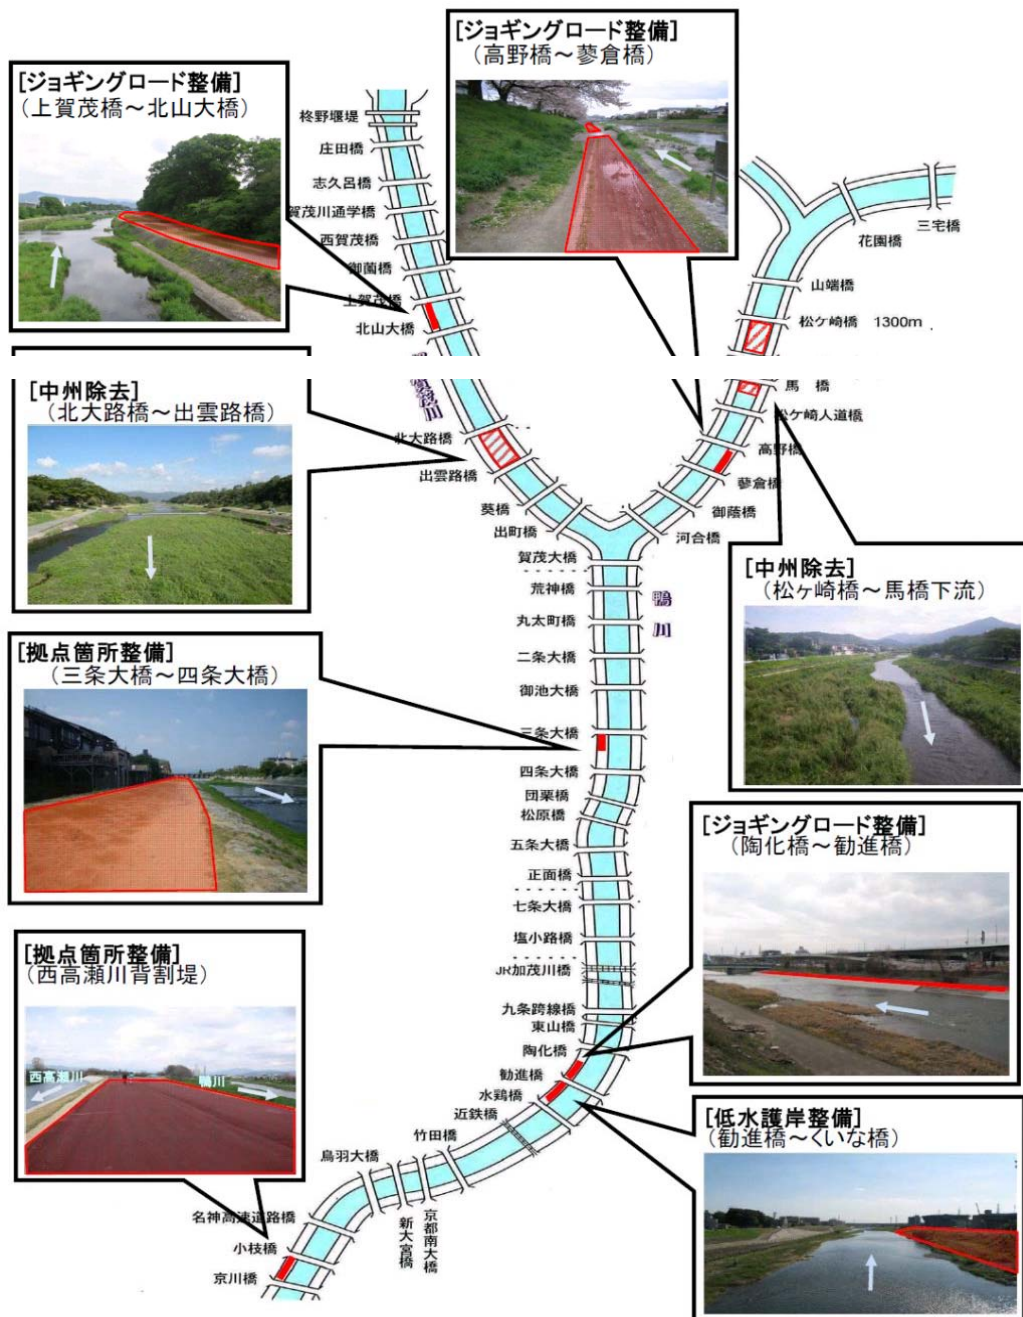 [ジョギングロード整備]
(高野橋～蓼倉橋)
[ジョギングロード整備]
(上賀茂橋～北山大橋)
柊野堰堤
庄田橋
志久呂橋
賀茂川通学橋
西賀茂橋
御薗橋
上賀茂橋
北山大橋
三宅橋
花園橋
山端橋
松ケ崎橋 1300m
[中州除去]
(北大路橋～出雲路橋)
北大路橋
出雲路橋
葵橋
出町橋
馬 橋
松ケ崎人道橋
高野橋
蓼倉橋
御蔭橋
河合橋
賀茂大橋
荒神橋
鴨川
丸太町橋
二条大橋
御池大橋
三条大橋
四条大橋
団栗橋
松原橋
五条大橋
正面橋
七条大橋
塩小路橋
JR加茂川橋
九条跨線橋
東山橋
陶化橋
勧進橋
水鶏橋
近鉄橋
竹田橋
鳥羽大橋
京都南大橋
新大宮橋
名神高速道路橋
小枝橋
京川橋
[中州除去]
(松ヶ崎橋～馬橋下流)
[拠点箇所整備]
(三条大橋～四条大橋)
[ジョギングロード整備]
(陶化橋～勧進橋)
[拠点箇所整備]
(西高瀬川背割堤)
西高瀬川
鴨川
[低水護岸整備]
(勧進橋～くいな橋)